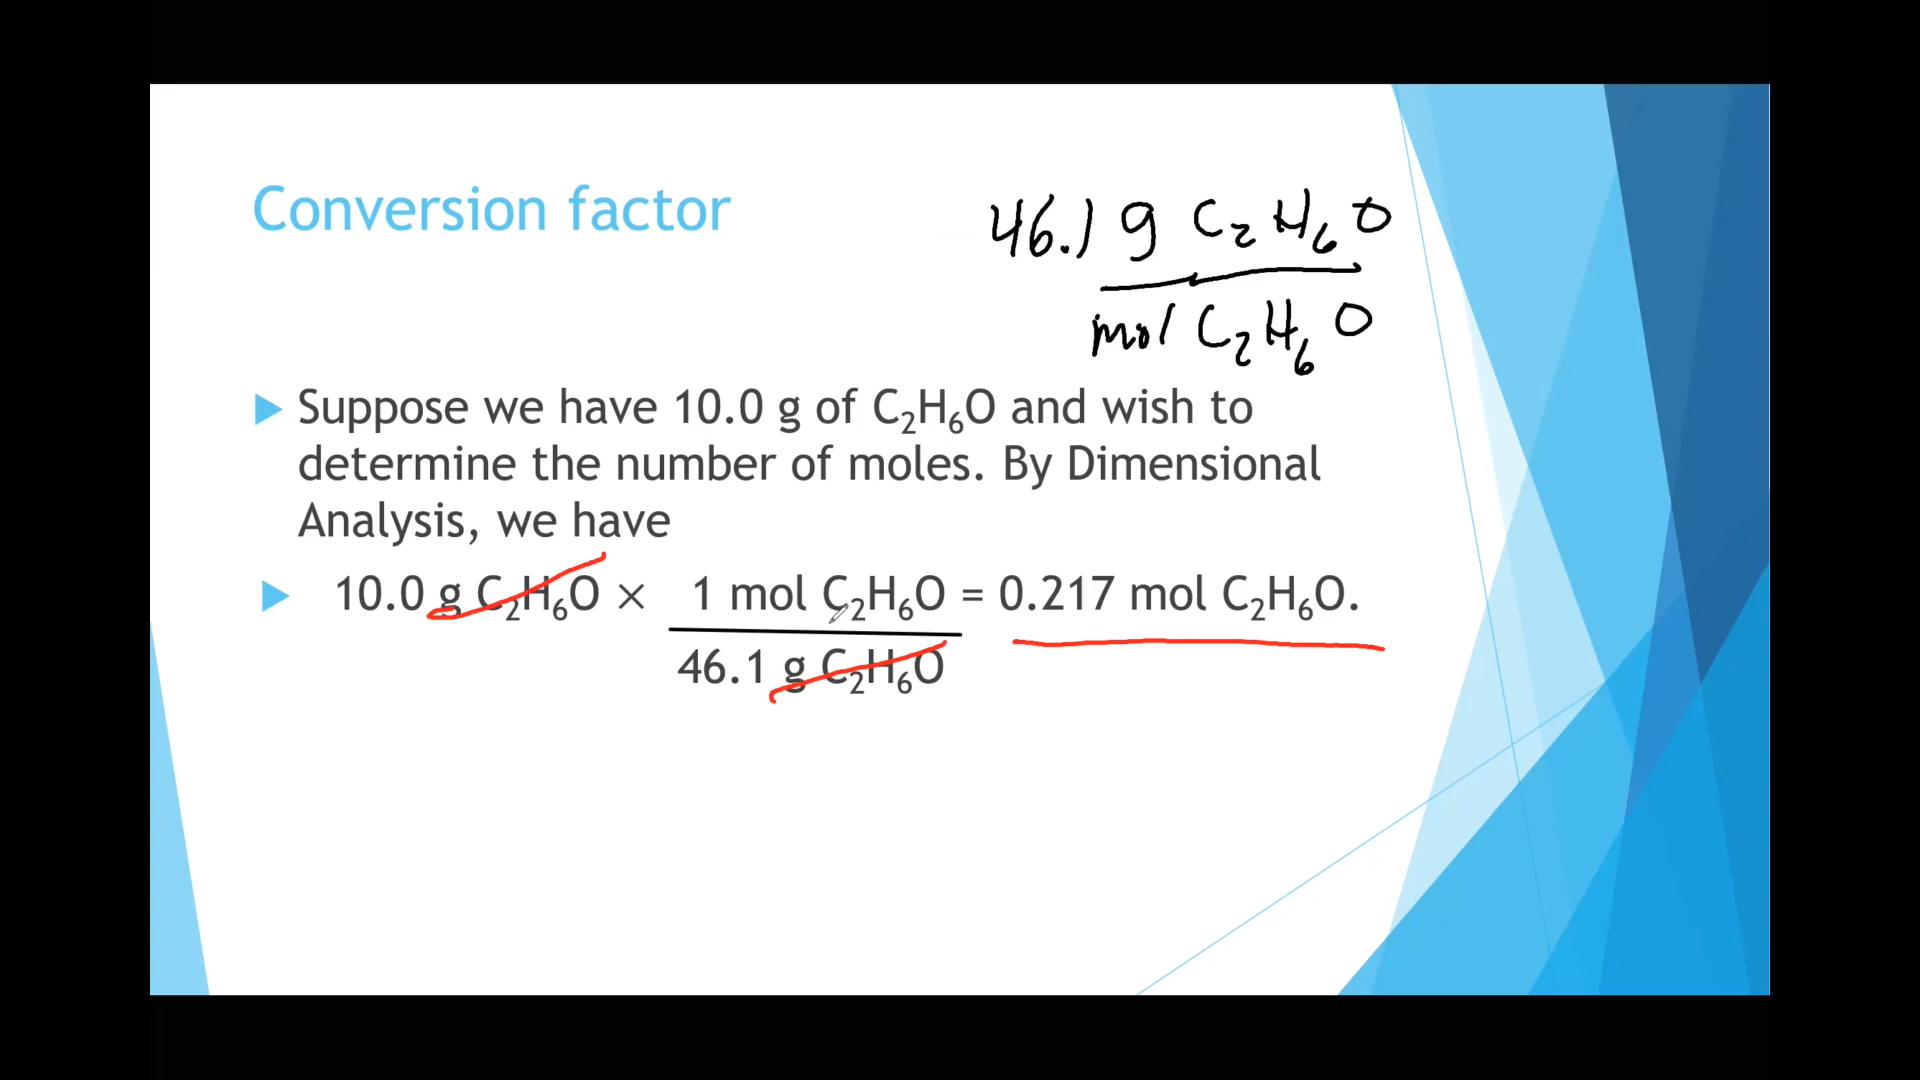 Conversion factor
46.1 g C₂H₆O
mol C₂H₆O
Suppose we have 10.0 g of C₂H₆O and wish to
determine the number of moles. By Dimensional
Analysis, we have
10.0 g C₂H₆O × 1 mol C₂H₆O = 0.217 mol C₂H₆O.
46.1 g C₂H₆O